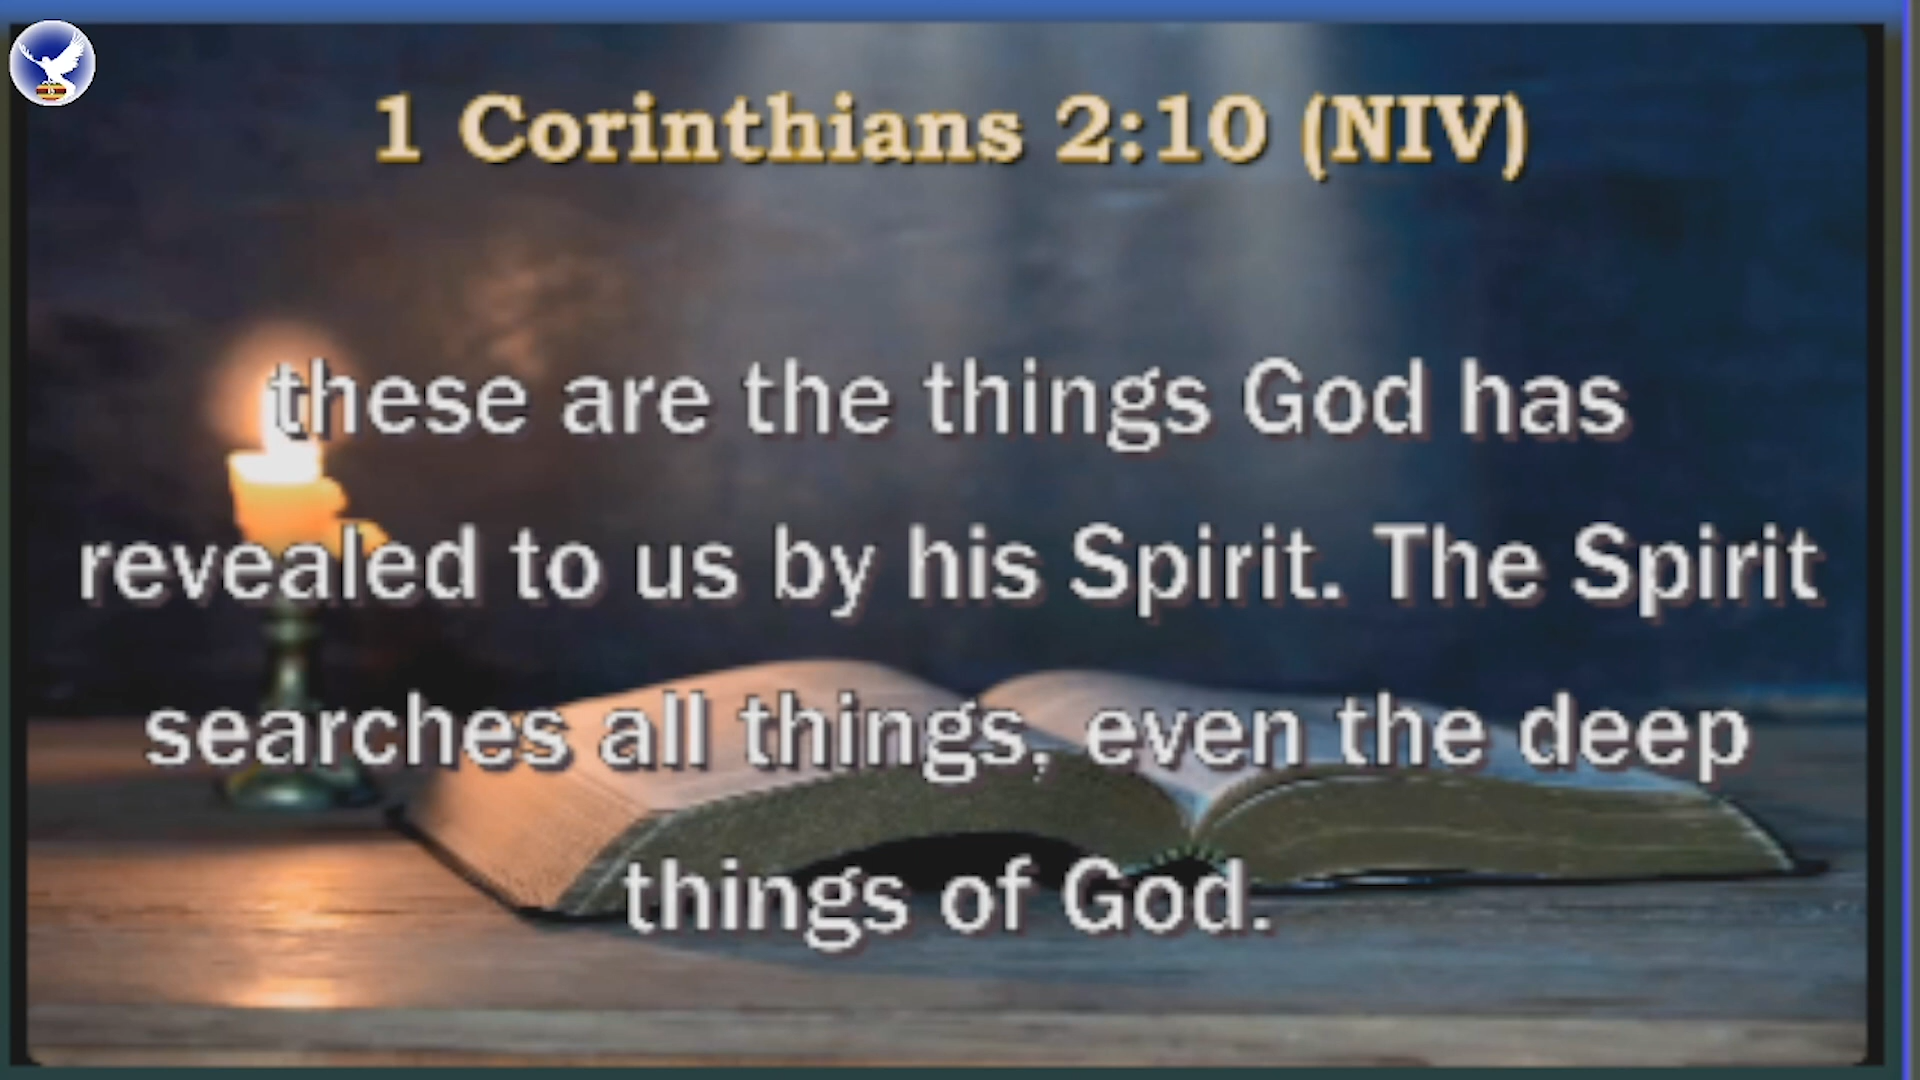 1 Corinthians 2:10 (NIV)
these are the things God has
revealed to us by his Spirit. The Spirit
searches all things, even the deep
things of God.